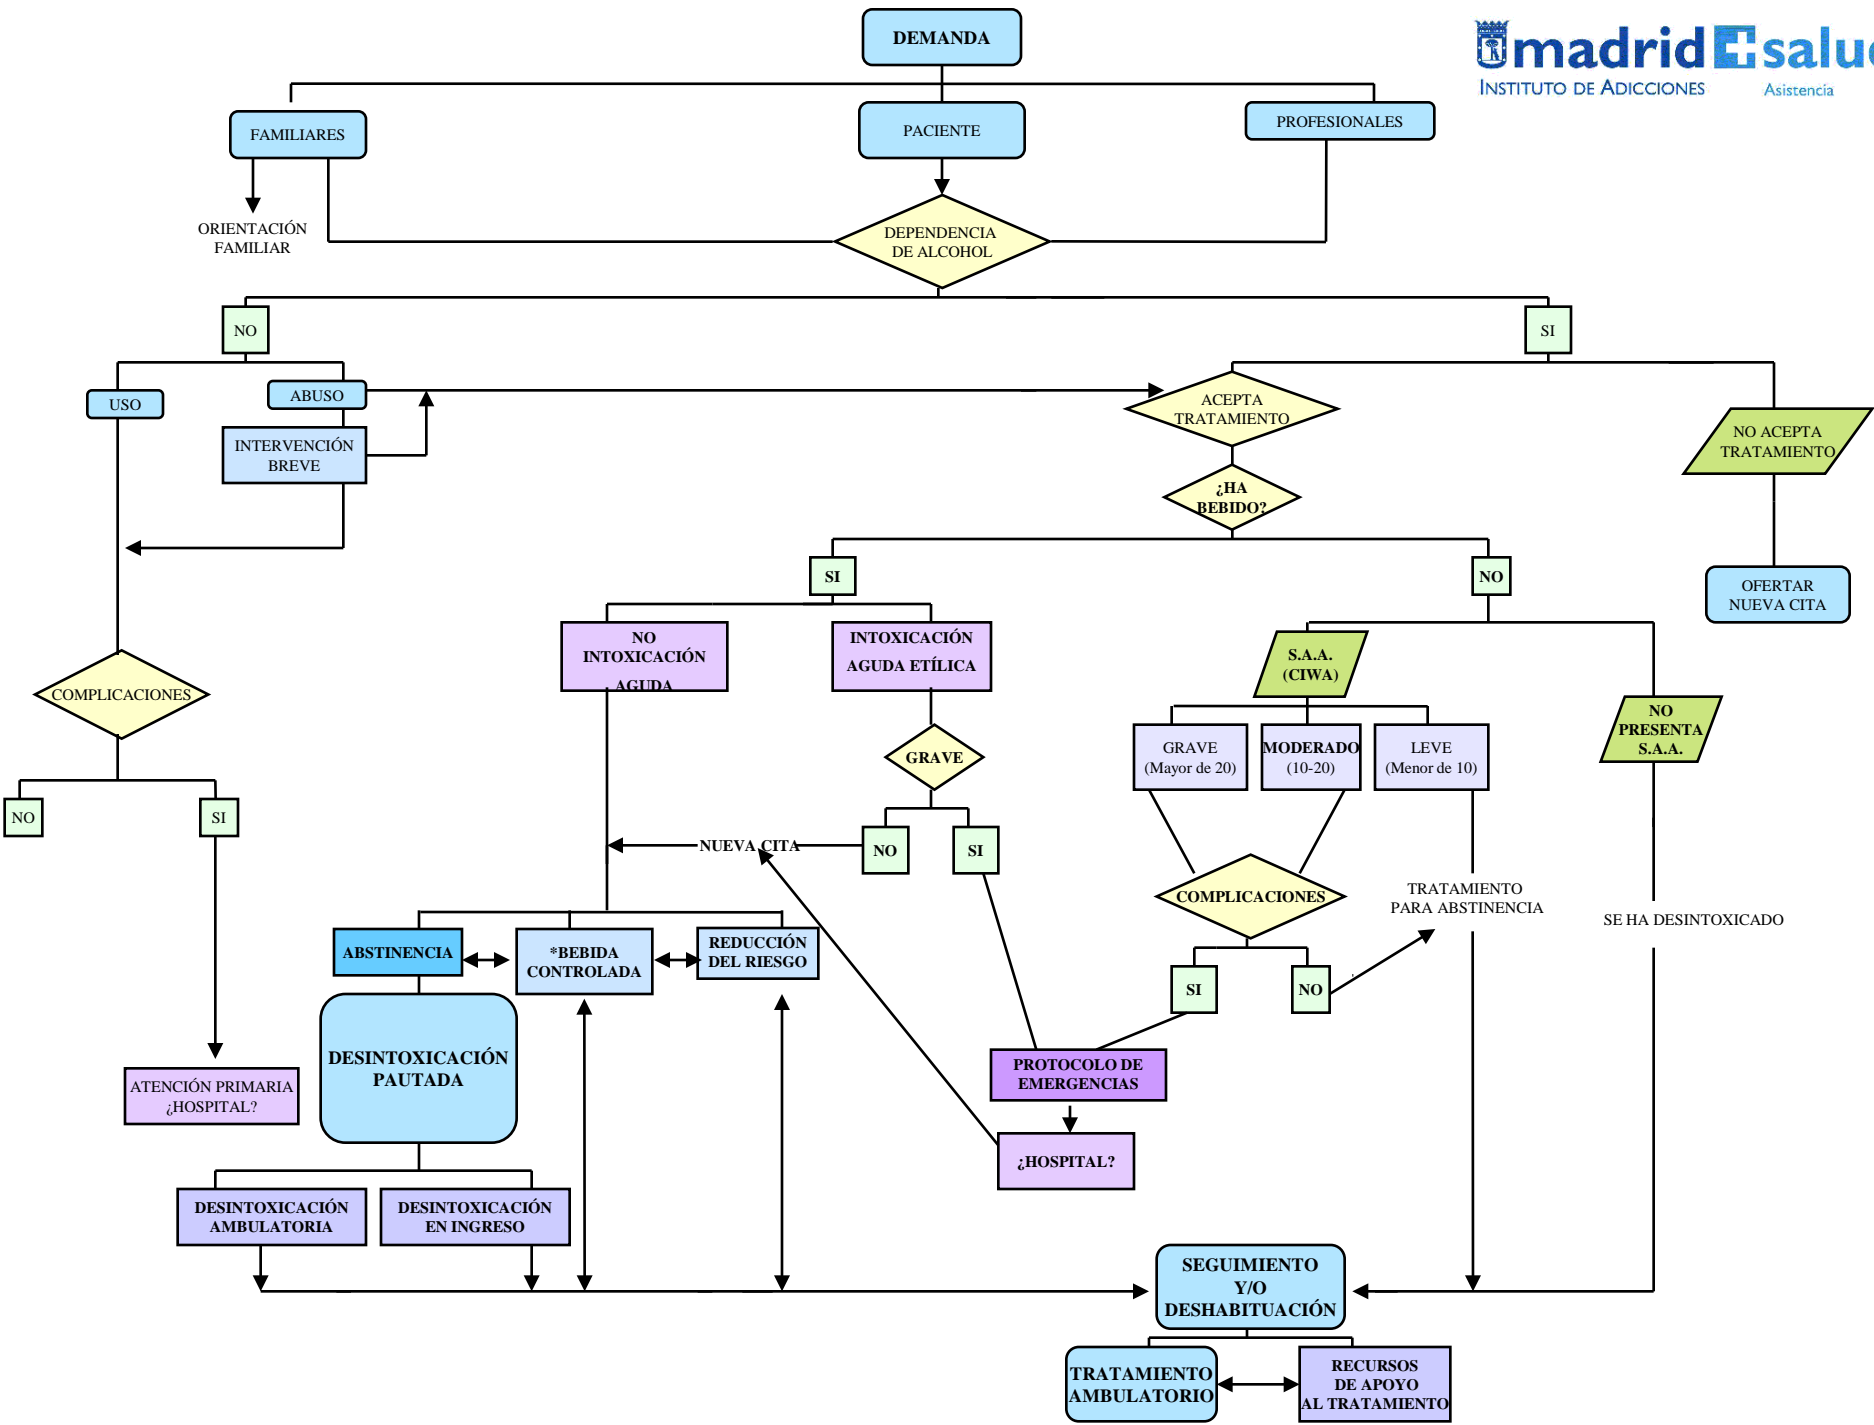 DEMANDA
madrid salud
INSTITUTO DE ADICCIONES
Asistencia
FAMILIARES
PACIENTE
PROFESIONALES
ORIENTACIÓN
FAMILIAR
DEPENDENCIA
DE ALCOHOL
NO
SI
USO
ABUSO
INTERVENCIÓN
BREVE
ACEPTA
TRATAMIENTO
NO ACEPTA
TRATAMIENTO
¿HA
BEBIDO?
SI
NO
OFERTAR
NUEVA CITA
NO
INTOXICACIÓN
AGUDA
INTOXICACIÓN
AGUDA ETÍLICA
S.A.A.
(CIWA)
NO
PRESENTA
S.A.A.
COMPLICACIONES
GRAVE
GRAVE
(Mayor de 20)
MODERADO
(10-20)
LEVE
(Menor de 10)
NO
SI
NUEVA CITA
NO
SI
COMPLICACIONES
TRATAMIENTO
PARA ABSTINENCIA
SE HA DESINTOXICADO
ABSTINENCIA
*BEBIDA
CONTROLADA
REDUCCIÓN
DEL RIESGO
SI
NO
DESINTOXICACIÓN
PAUTADA
PROTOCOLO DE
EMERGENCIAS
ATENCIÓN PRIMARIA
¿HOSPITAL?
¿HOSPITAL?
DESINTOXICACIÓN
AMBULATORIA
DESINTOXICACIÓN
EN INGRESO
SEGUIMIENTO
Y/O
DESHABITUACIÓN
TRATAMIENTO
AMBULATORIO
RECURSOS
DE APOYO
AL TRATAMIENTO